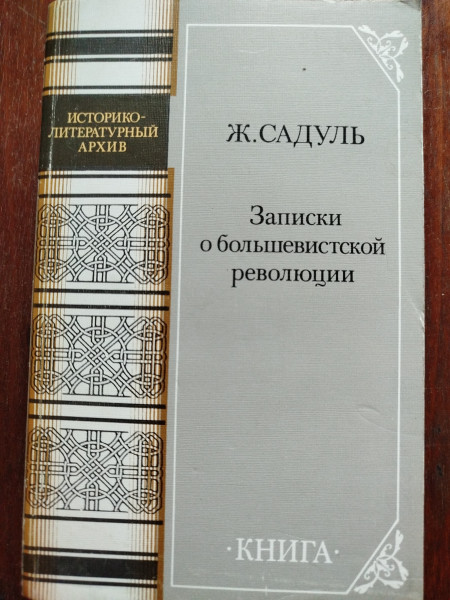 ИСТОРИКО-
ЛИТЕРАТУРНЫЙ
АРХИВ
Ж. САДУЛЬ
Записки
о большевистской
революции
·КНИГА·